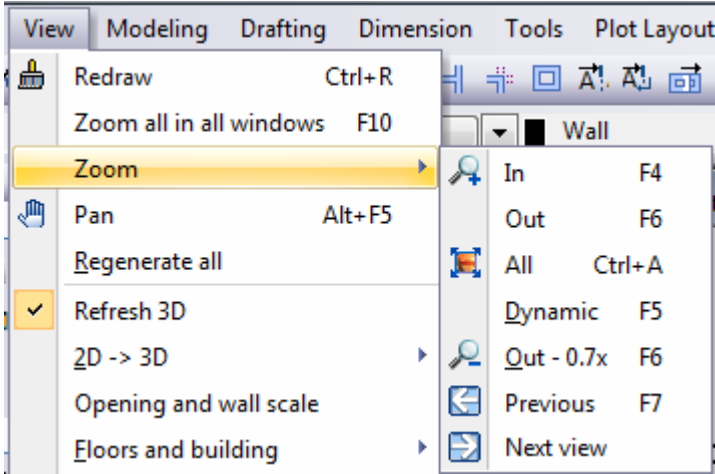 View Modeling Drafting Dimension Tools Plot Layout
Redraw Ctrl+R
Zoom all in all windows F10
Wall
Zoom
In F4
Pan Alt+F5
Out F6
Regenerate all
All Ctrl+A
Refresh 3D
Dynamic F5
2D -> 3D
Out - 0.7x F6
Opening and wall scale
Previous F7
Floors and building
Next view